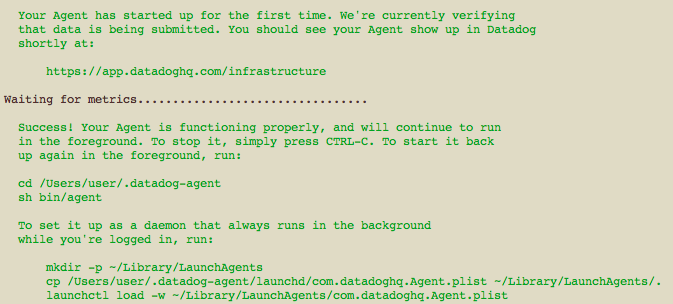 Your Agent has started up for the first time. We're currently verifying
that data is being submitted. You should see your Agent show up in Datadog
shortly at:
https://app.datadoghq.com/infrastructure
Waiting for metrics.................................
Success! Your Agent is functioning properly, and will continue to run
in the foreground. To stop it, simply press CTRL-C. To start it back
up again in the foreground, run:
cd /Users/user/.datadog-agent
sh bin/agent
To set it up as a daemon that always runs in the background
while you're logged in, run:
mkdir -p ~/Library/LaunchAgents
cp /Users/user/.datadog-agent/launchd/com.datadoghq.Agent.plist ~/Library/LaunchAgents/.
launchctl load -w ~/Library/LaunchAgents/com.datadoghq.Agent.plist